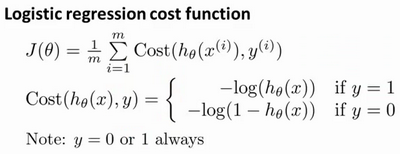 Logistic regression cost function
J(θ) = 1/m Σ_{i=1}^{m} Cost(h_θ(x^{(i)}), y^{(i)})
Cost(h_θ(x), y) = { −log(h_θ(x)) if y = 1
−log(1 − h_θ(x)) if y = 0
Note: y = 0 or 1 always